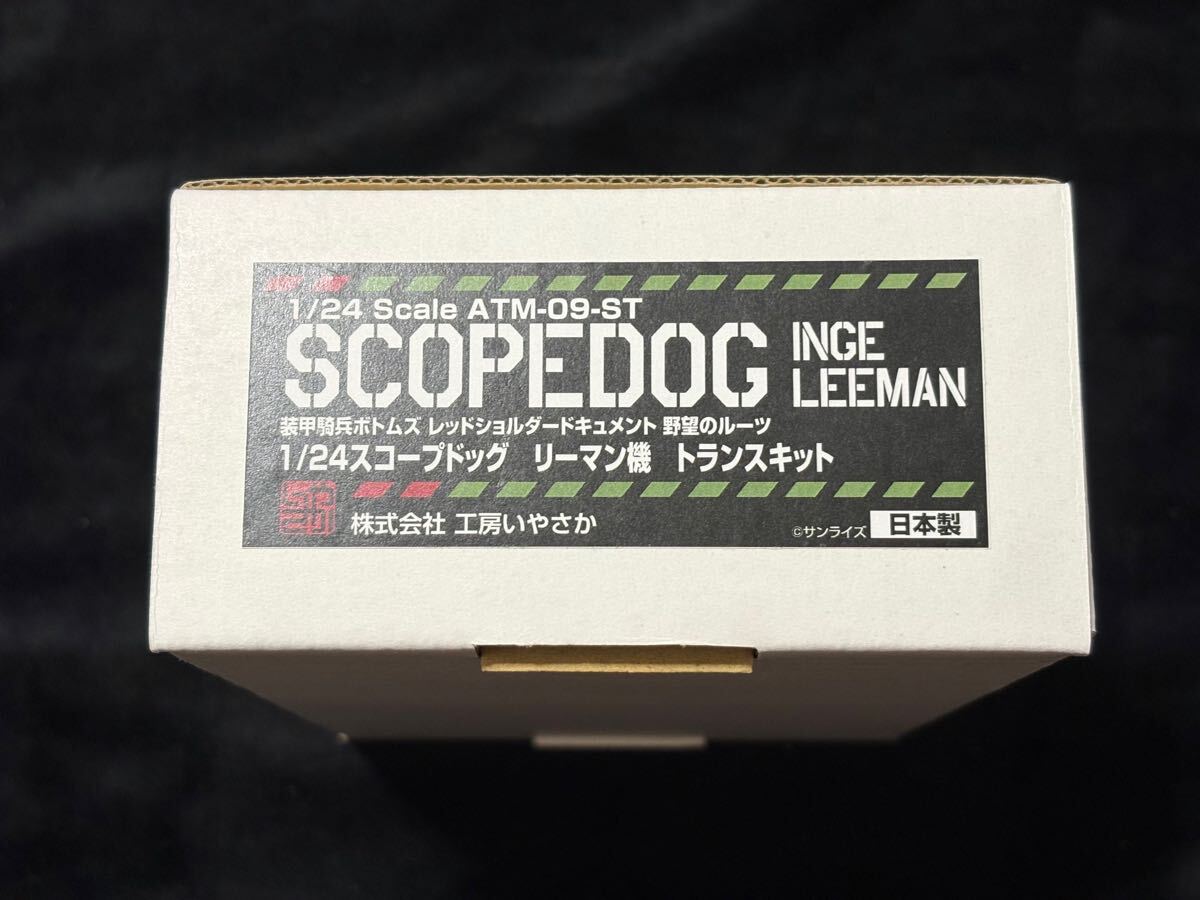 1/24 Scale ATM-09-ST
SCOPEDOG INGE LEEMAN
装甲騎兵ボトムズ レッドショルダードキュメント 野望のルーツ
1/24スコープドッグ リーマン機 トランスキット
株式会社 工房いやさか
©サンライズ 日本製